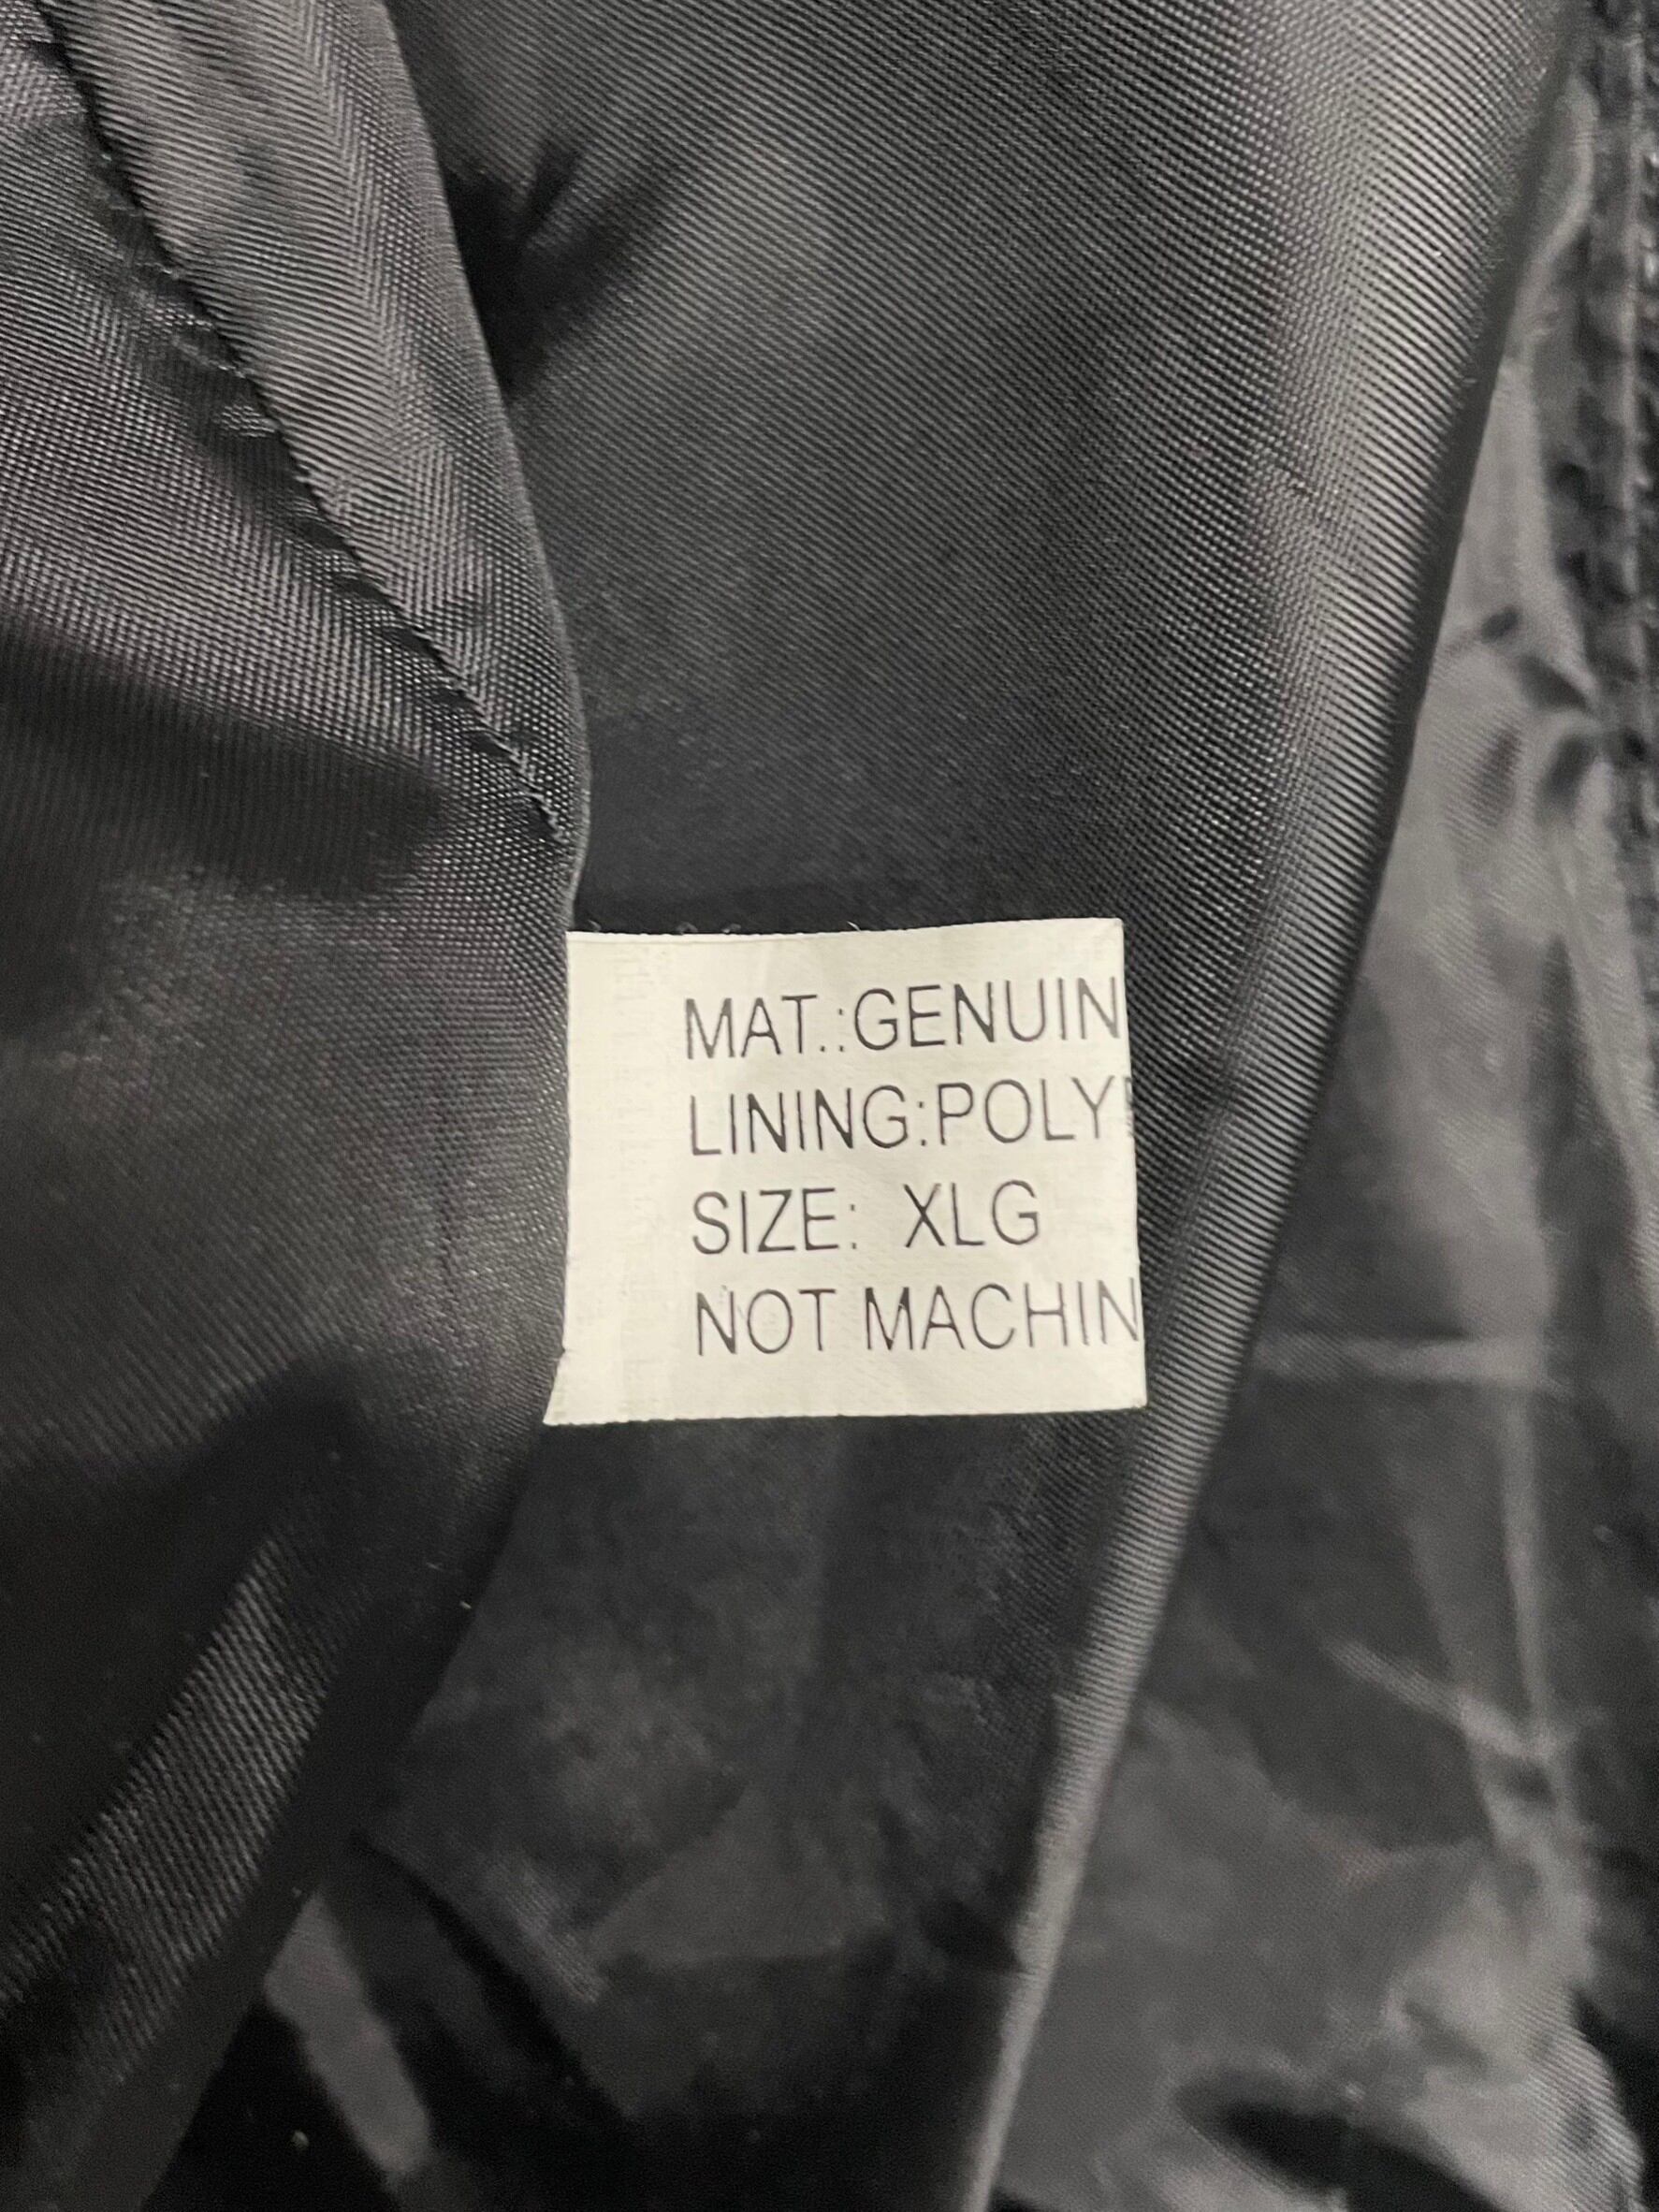 MAT.:GENUIN
LINING:POLY
SIZE: XLG
NOT MACHIN